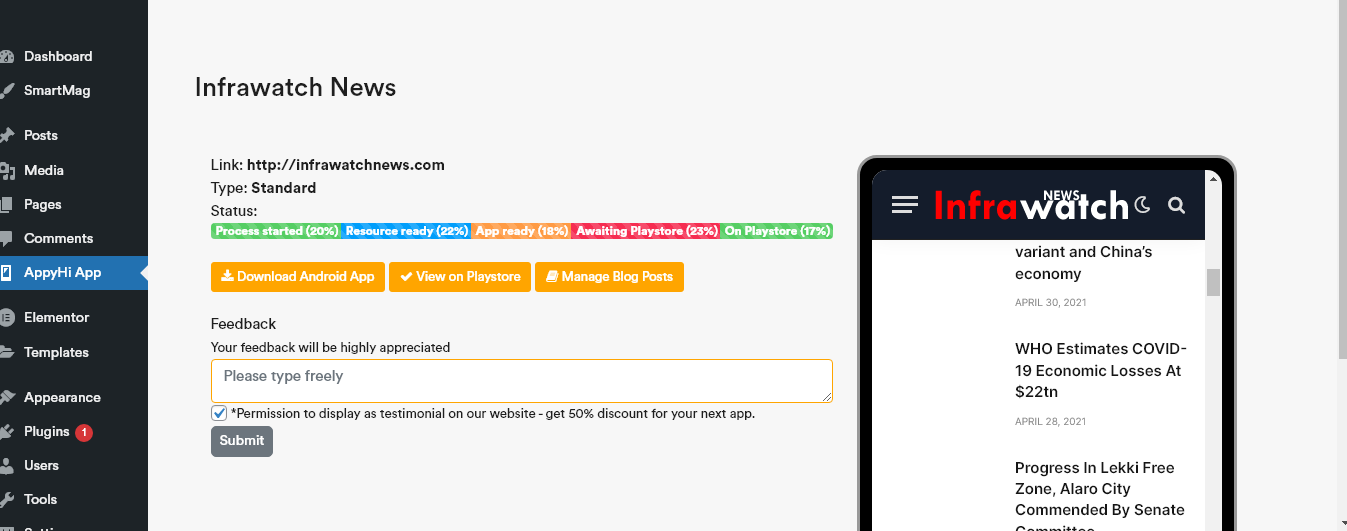 Dashboard
SmartMag
Posts
Media
Pages
Comments
AppyHi App
Elementor
Templates
Appearance
Plugins 1
Users
Tools
Infrawatch News
Link: http://infrawatchnews.com
Type: Standard
Status:
Process started (20%) Resource ready (22%) App ready (18%) Awaiting Playstore (23%) On Playstore (17%)
Download Android App View on Playstore Manage Blog Posts
Feedback
Your feedback will be highly appreciated
Please type freely
*Permission to display as testimonial on our website - get 50% discount for your next app.
Submit
Infrawatch NEWS
variant and China's
economy
APRIL 30, 2021
WHO Estimates COVID-
19 Economic Losses At
$22tn
APRIL 28, 2021
Progress In Lekki Free
Zone, Alaro City
Commended By Senate
Committee